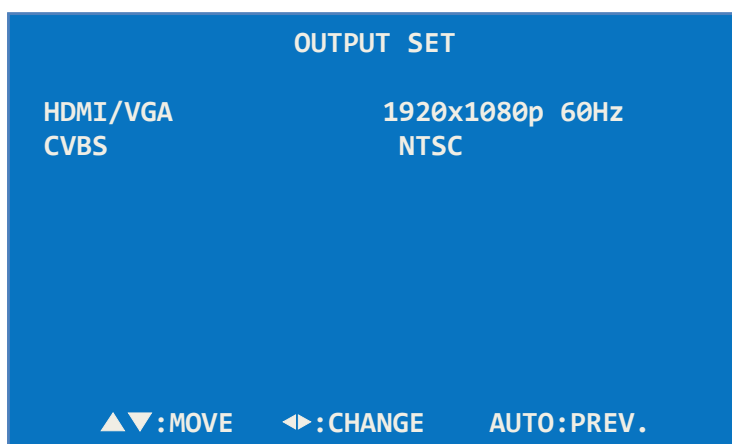 OUTPUT SET
HDMI/VGA 1920x1080p 60Hz
CVBS NTSC
▲▼:MOVE ◀▶:CHANGE AUTO:PREV.